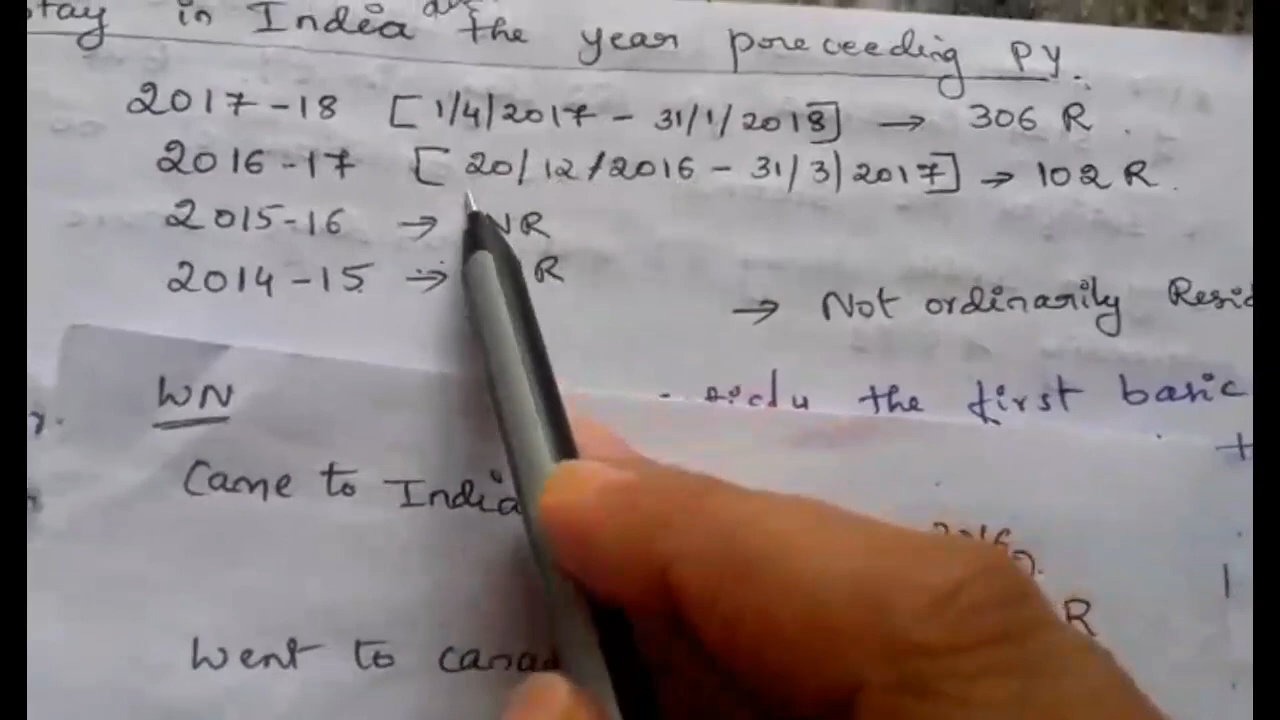 in India the year poreceeding PY.
2017-18 [1/4/2017 - 31/1/2018] → 306 R
2016-17 [20/12/2016 - 31/3/2017] → 102 R.
2015-16 → NR
2014-15 → R
→ Not ordinarily
the first basic
WN
Came to India
2016
R
Went to